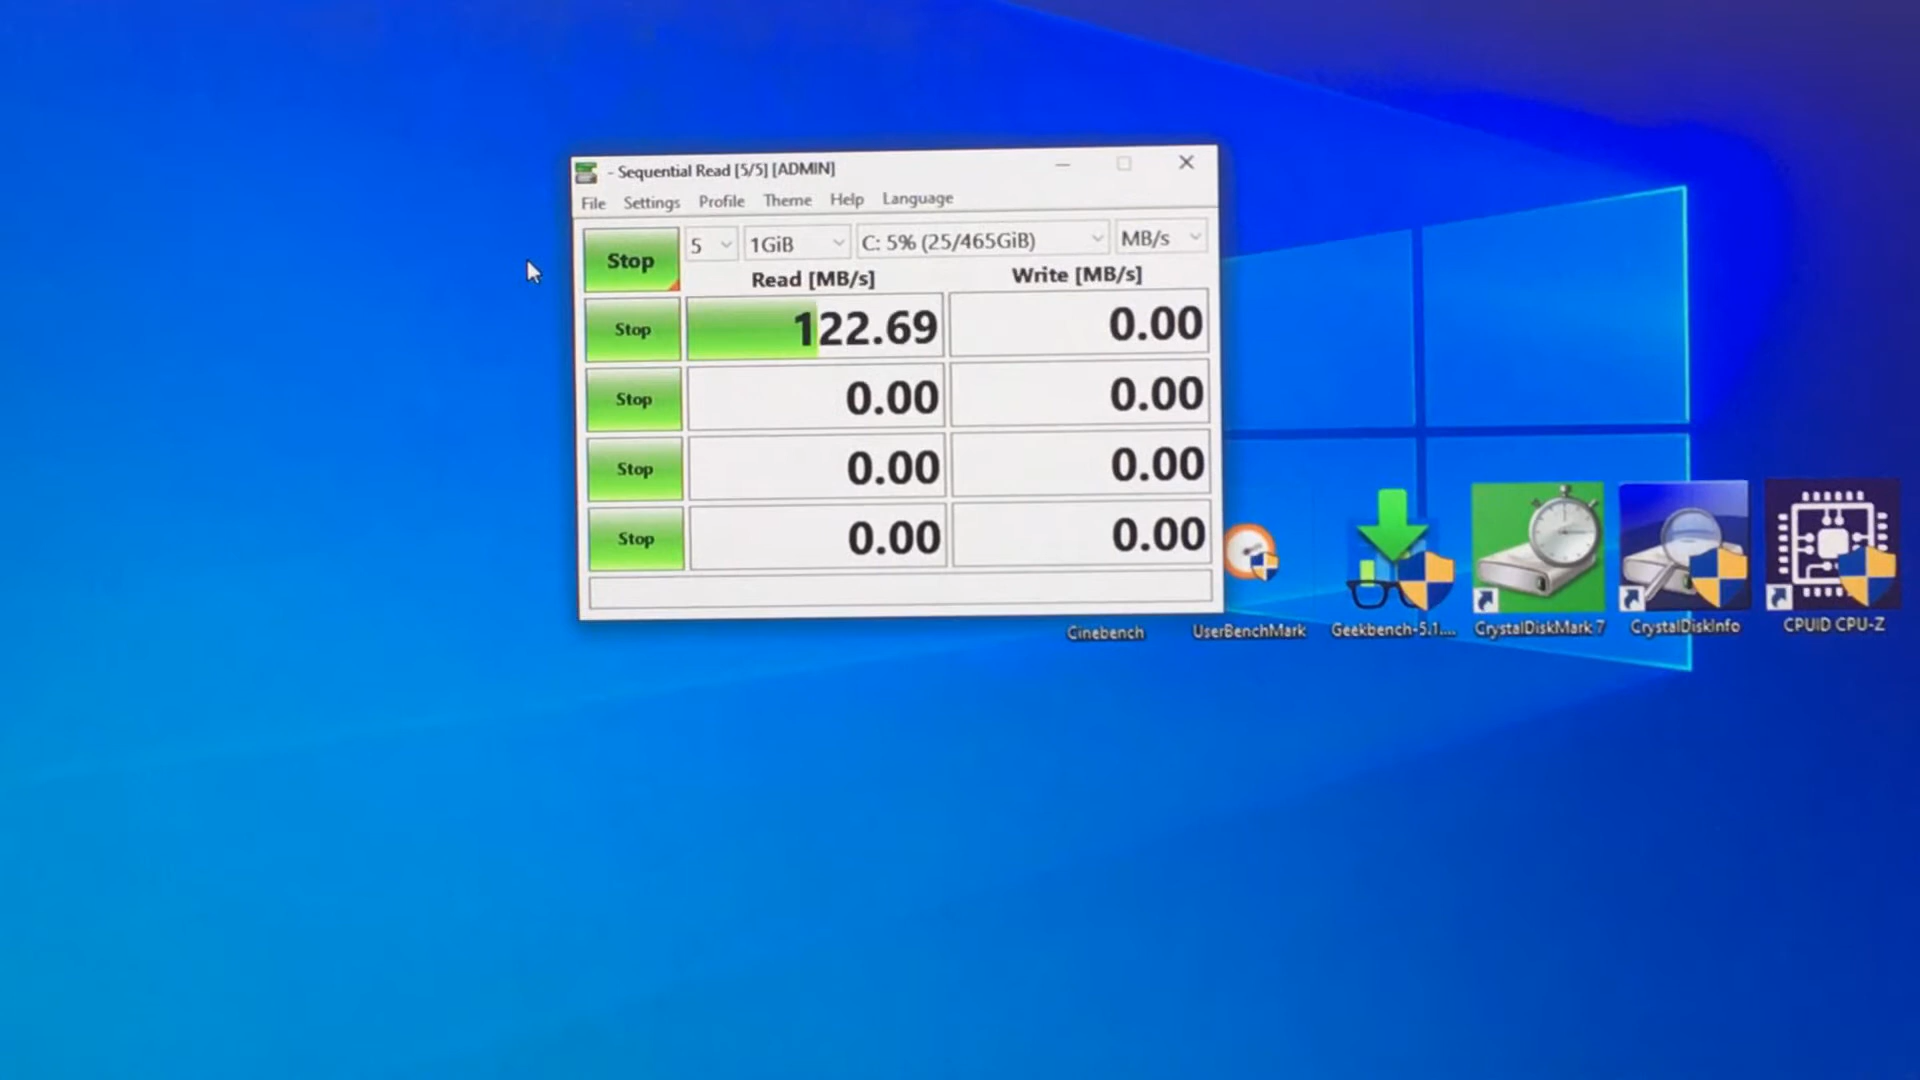 - Sequential Read [5/5] [ADMIN]
File Settings Profile Theme Help Language
Stop 5 1GiB C: 5% (25/465GiB) MB/s
Read [MB/s] Write [MB/s]
Stop 122.69 0.00
Stop 0.00 0.00
Stop 0.00 0.00
Stop 0.00 0.00
Cinebench UserBenchMark Geekbench-5.1.... CrystalDiskMark 7 CrystalDiskInfo CPUID CPU-Z